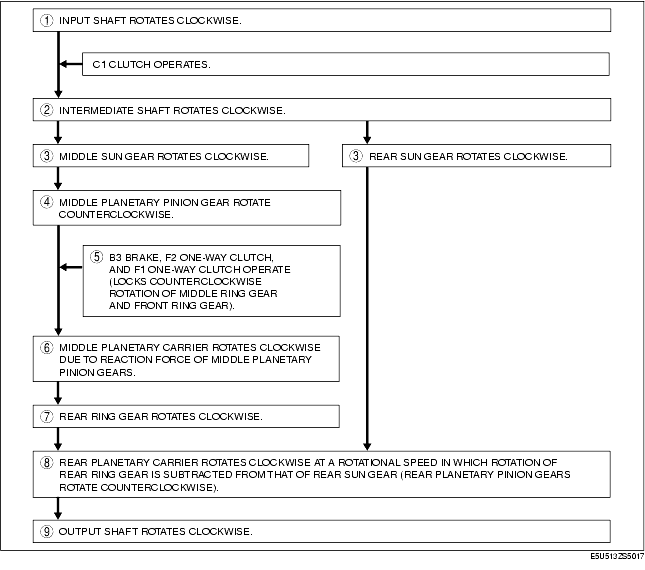 ① INPUT SHAFT ROTATES CLOCKWISE.
C1 CLUTCH OPERATES.
② INTERMEDIATE SHAFT ROTATES CLOCKWISE.
③ MIDDLE SUN GEAR ROTATES CLOCKWISE.
③ REAR SUN GEAR ROTATES CLOCKWISE.
④ MIDDLE PLANETARY PINION GEAR ROTATE
COUNTERCLOCKWISE.
⑤ B3 BRAKE, F2 ONE-WAY CLUTCH,
AND F1 ONE-WAY CLUTCH OPERATE
(LOCKS COUNTERCLOCKWISE
ROTATION OF MIDDLE RING GEAR
AND FRONT RING GEAR).
⑥ MIDDLE PLANETARY CARRIER ROTATES CLOCKWISE
DUE TO REACTION FORCE OF MIDDLE PLANETARY
PINION GEARS.
⑦ REAR RING GEAR ROTATES CLOCKWISE.
⑧ REAR PLANETARY CARRIER ROTATES CLOCKWISE AT A ROTATIONAL SPEED IN WHICH ROTATION OF
REAR RING GEAR IS SUBTRACTED FROM THAT OF REAR SUN GEAR (REAR PLANETARY PINION GEARS
ROTATE COUNTERCLOCKWISE).
⑨ OUTPUT SHAFT ROTATES CLOCKWISE.
E5U513ZS5017